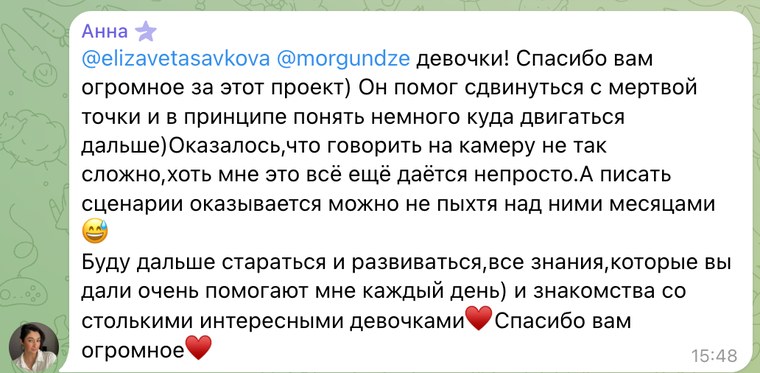 Анна
@elizavetasavkova @morgundze девочки! Спасибо вам
огромное за этот проект) Он помог сдвинуться с мертвой
точки и в принципе понять немного куда двигаться
дальше)Оказалось,что говорить на камеру не так
сложно,хоть мне это всё ещё даётся непросто.А писать
сценарии оказывается можно не пыхтя над ними месяцами
😅
Буду дальше стараться и развиваться,все знания,которые вы
дали очень помогают мне каждый день) и знакомства со
столькими интересными девочками♥️Спасибо вам
огромное♥️
15:48